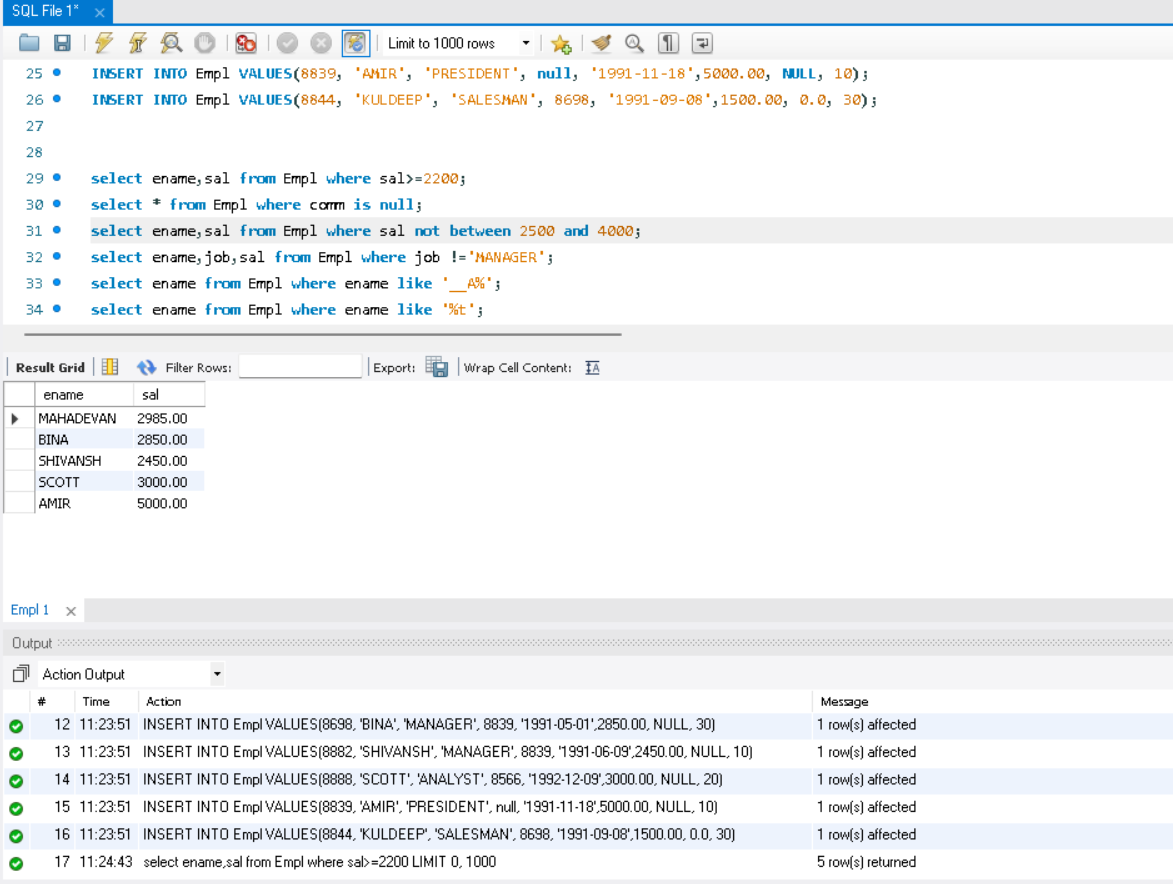 SQL File 1*
Limit to 1000 rows
25 INSERT INTO Empl VALUES(8839, 'AMIR', 'PRESIDENT', null, '1991-11-18',5000.00, NULL, 10);
26 INSERT INTO Empl VALUES(8844, 'KULDEEP', 'SALESMAN', 8698, '1991-09-08',1500.00, 0.0, 30);
27
28
29 select ename,sal from Empl where sal>=2200;
30 select * from Empl where comm is null;
31 select ename,sal from Empl where sal not between 2500 and 4000;
32 select ename,job,sal from Empl where job !='MANAGER';
33 select ename from Empl where ename like '__A%';
34 select ename from Empl where ename like '%t';
Result Grid Filter Rows: Export: Wrap Cell Content:
ename sal
MAHADEVAN 2985.00
BINA 2850.00
SHIVANSH 2450.00
SCOTT 3000.00
AMIR 5000.00
Empl 1
Output
Action Output
# Time Action Message
12 11:23:51 INSERT INTO Empl VALUES(8698, 'BINA', 'MANAGER', 8839, '1991-05-01',2850.00, NULL, 30) 1 row(s) affected
13 11:23:51 INSERT INTO Empl VALUES(8882, 'SHIVANSH', 'MANAGER', 8839, '1991-06-09',2450.00, NULL, 10) 1 row(s) affected
14 11:23:51 INSERT INTO Empl VALUES(8888, 'SCOTT', 'ANALYST', 8566, '1992-12-09',3000.00, NULL, 20) 1 row(s) affected
15 11:23:51 INSERT INTO Empl VALUES(8839, 'AMIR', 'PRESIDENT', null, '1991-11-18',5000.00, NULL, 10) 1 row(s) affected
16 11:23:51 INSERT INTO Empl VALUES(8844, 'KULDEEP', 'SALESMAN', 8698, '1991-09-08',1500.00, 0.0, 30) 1 row(s) affected
17 11:24:43 select ename,sal from Empl where sal>=2200 LIMIT 0, 1000 5 row(s) returned